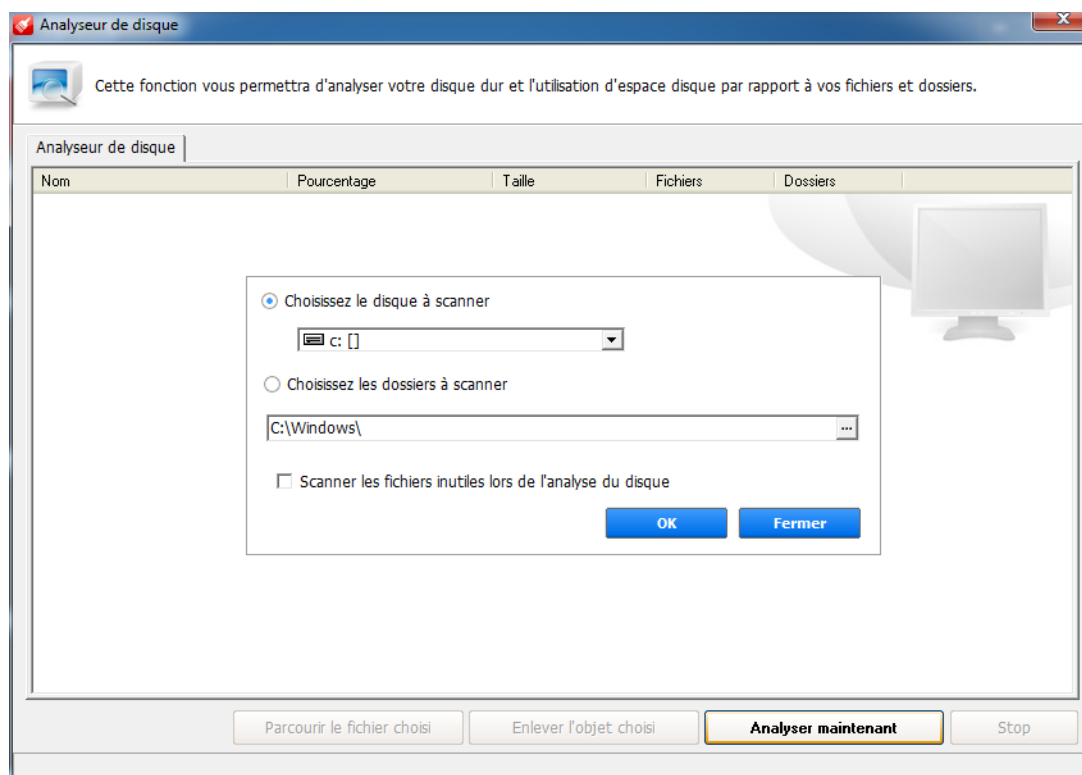 Analyseur de disque
Cette fonction vous permettra d'analyser votre disque dur et l'utilisation d'espace disque par rapport à vos fichiers et dossiers.
Analyseur de disque
Nom Pourcentage Taille Fichiers Dossiers
Choisissez le disque à scanner
c: []
Choisissez les dossiers à scanner
C:\Windows\
...
Scanner les fichiers inutiles lors de l'analyse du disque
OK Fermer
Parcourir le fichier choisi Enlever l'objet choisi Analyser maintenant Stop